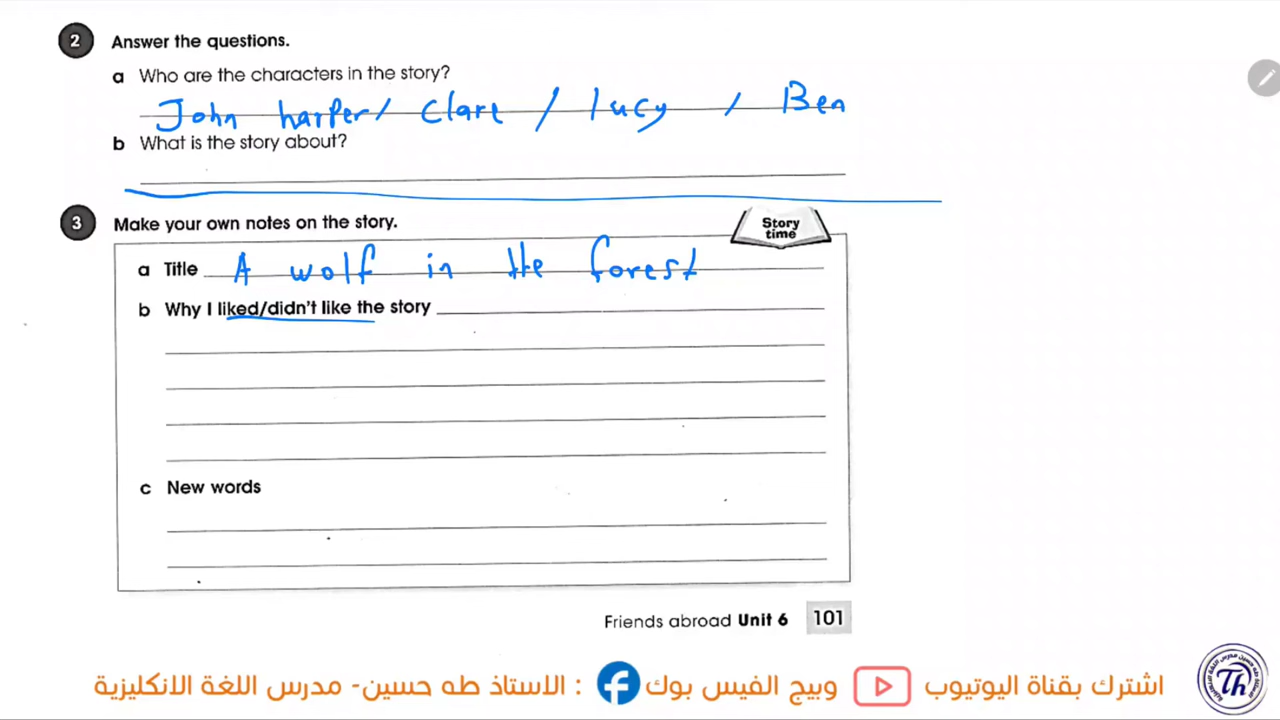 2 Answer the questions.
a Who are the characters in the story?
John harper/ Clare / lucy / Ben
b What is the story about?
3 Make your own notes on the story.
Story
time
a Title A wolf in the forest
b Why I liked/didn't like the story
c New words
Friends abroad Unit 6 101
اشترك بقناة اليوتيوب وبيج الفيس بوك : الاستاذ طه حسين- مدرس اللغة الانكليزية
Th